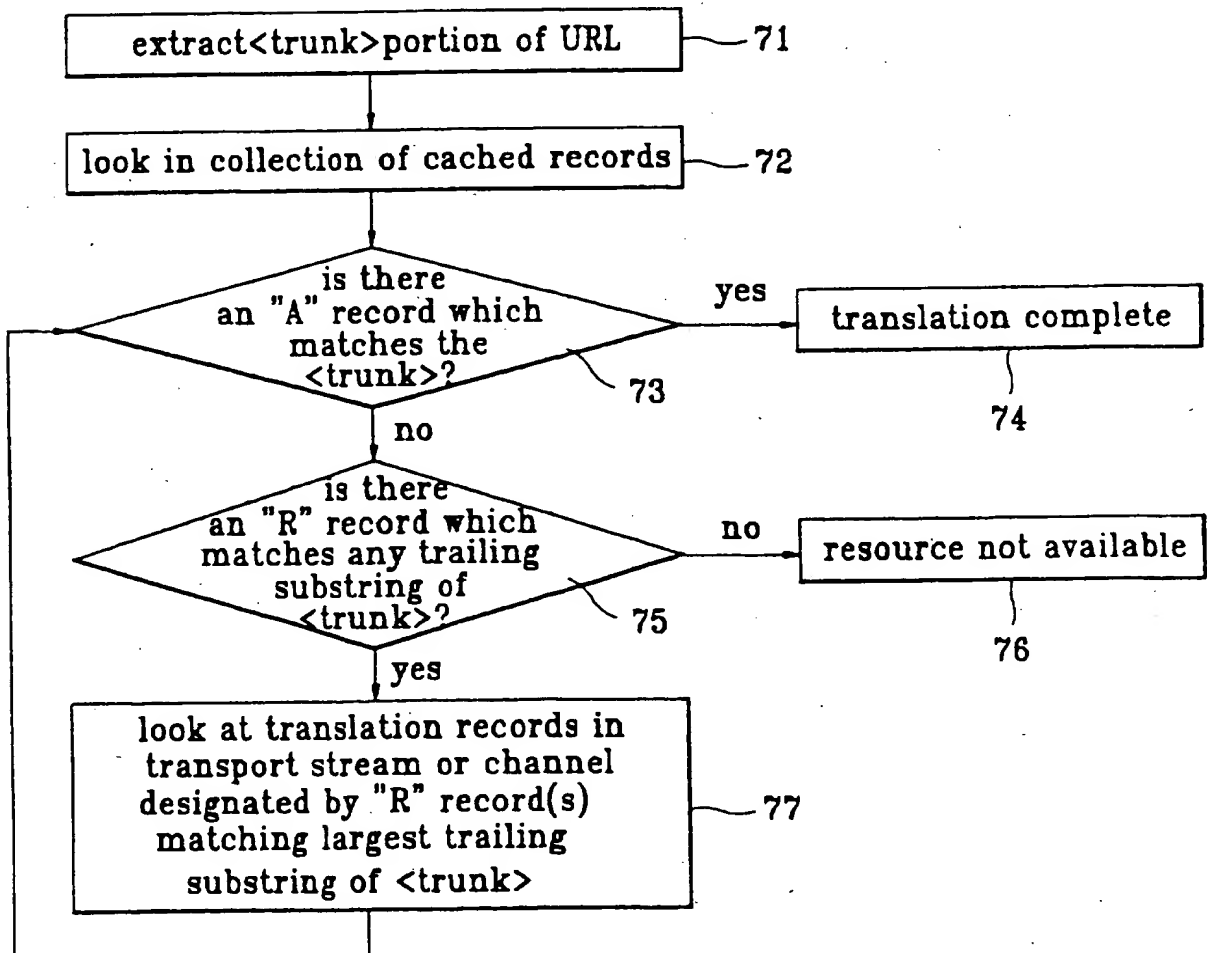 extract<trunk>portion of URL
71
look in collection of cached records
72
is there
an "A" record which
matches the
<trunk>?
73
yes
translation complete
74
no
is there
an "R" record which
matches any trailing
substring of
<trunk>?
75
no
resource not available
76
yes
look at translation records in
transport stream or channel
designated by "R" record(s)
matching largest trailing
substring of <trunk>
77